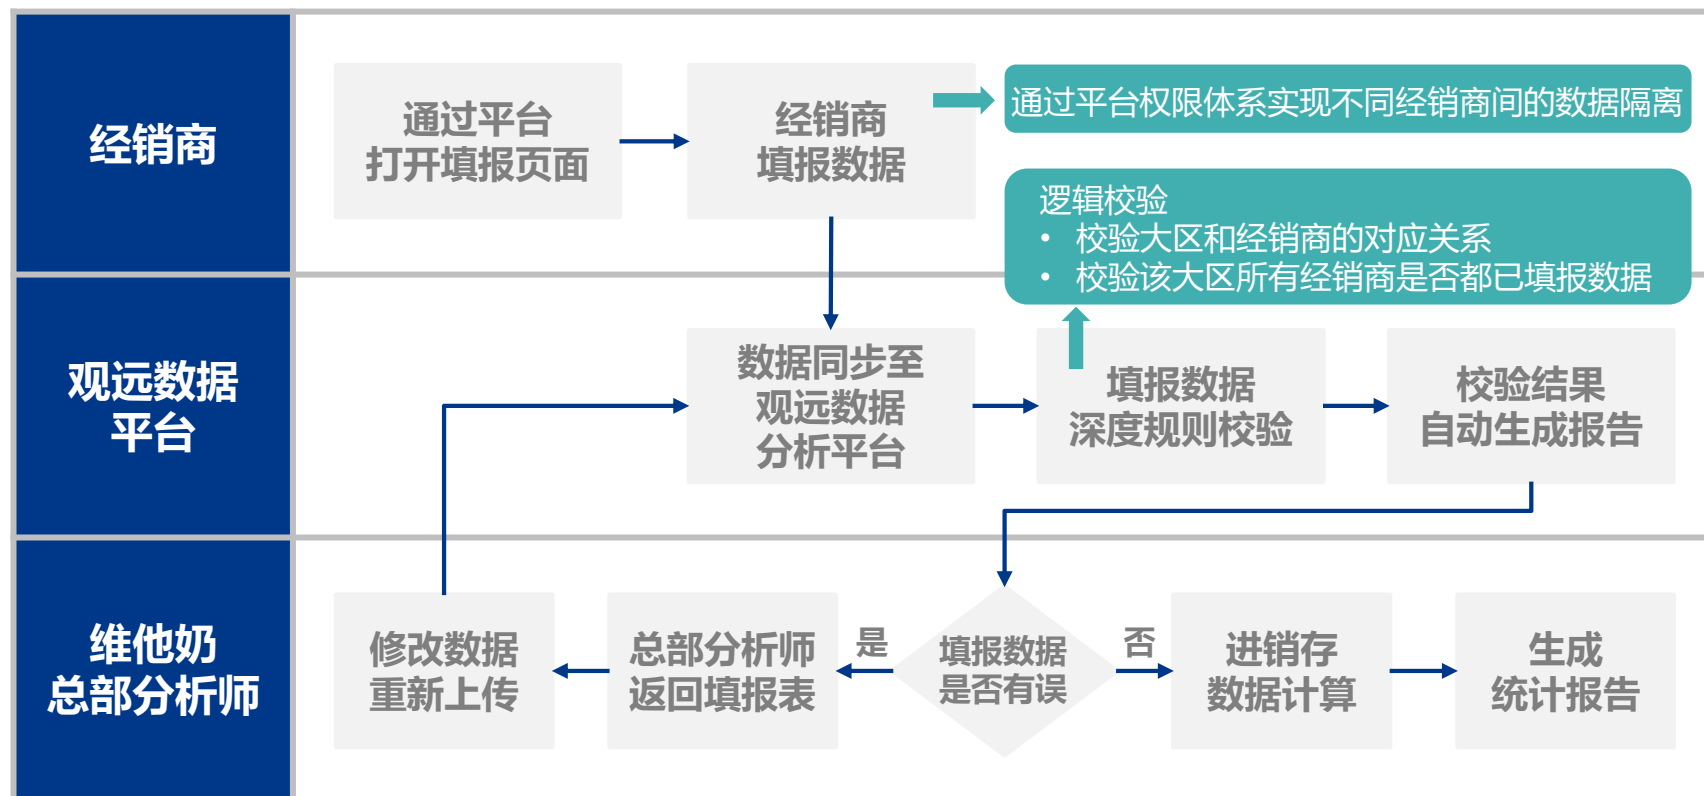 经销商
通过平台
打开填报页面
经销商
填报数据
通过平台权限体系实现不同经销商间的数据隔离
逻辑校验
• 校验大区和经销商的对应关系
• 校验该大区所有经销商是否都已填报数据
观远数据
平台
数据同步至
观远数据
分析平台
填报数据
深度规则校验
校验结果
自动生成报告
维他奶
总部分析师
修改数据
重新上传
总部分析师
返回填报表
是
填报数据
是否有误
否
进销存
数据计算
生成
统计报告